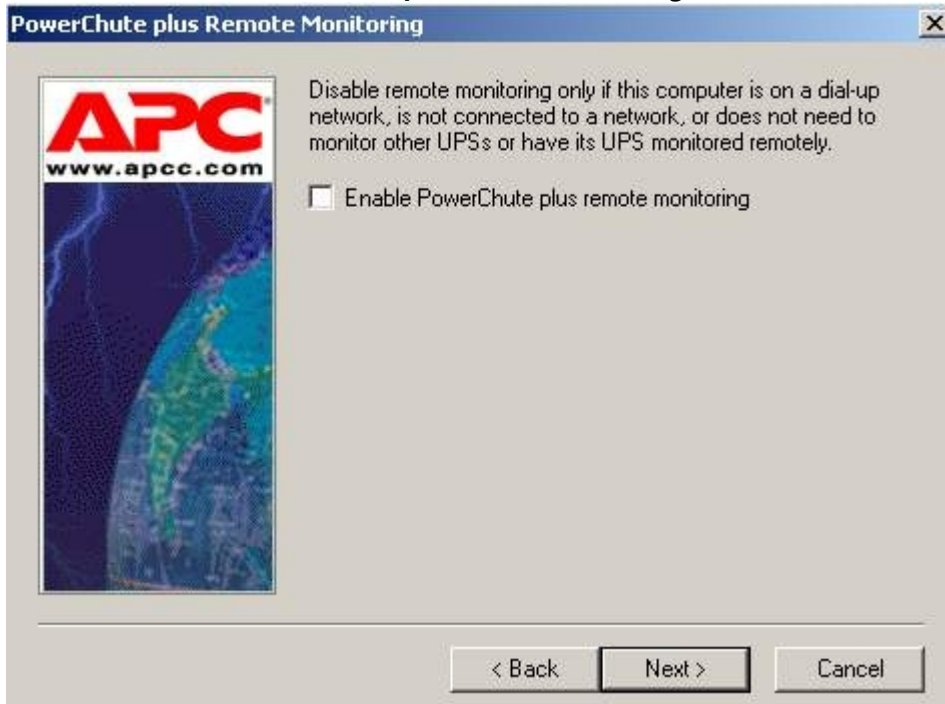 PowerChute plus Remote Monitoring
APC
www.apcc.com
Disable remote monitoring only if this computer is on a dial-up
network, is not connected to a network, or does not need to
monitor other UPSs or have its UPS monitored remotely.
Enable PowerChute plus remote monitoring
< Back
Next >
Cancel